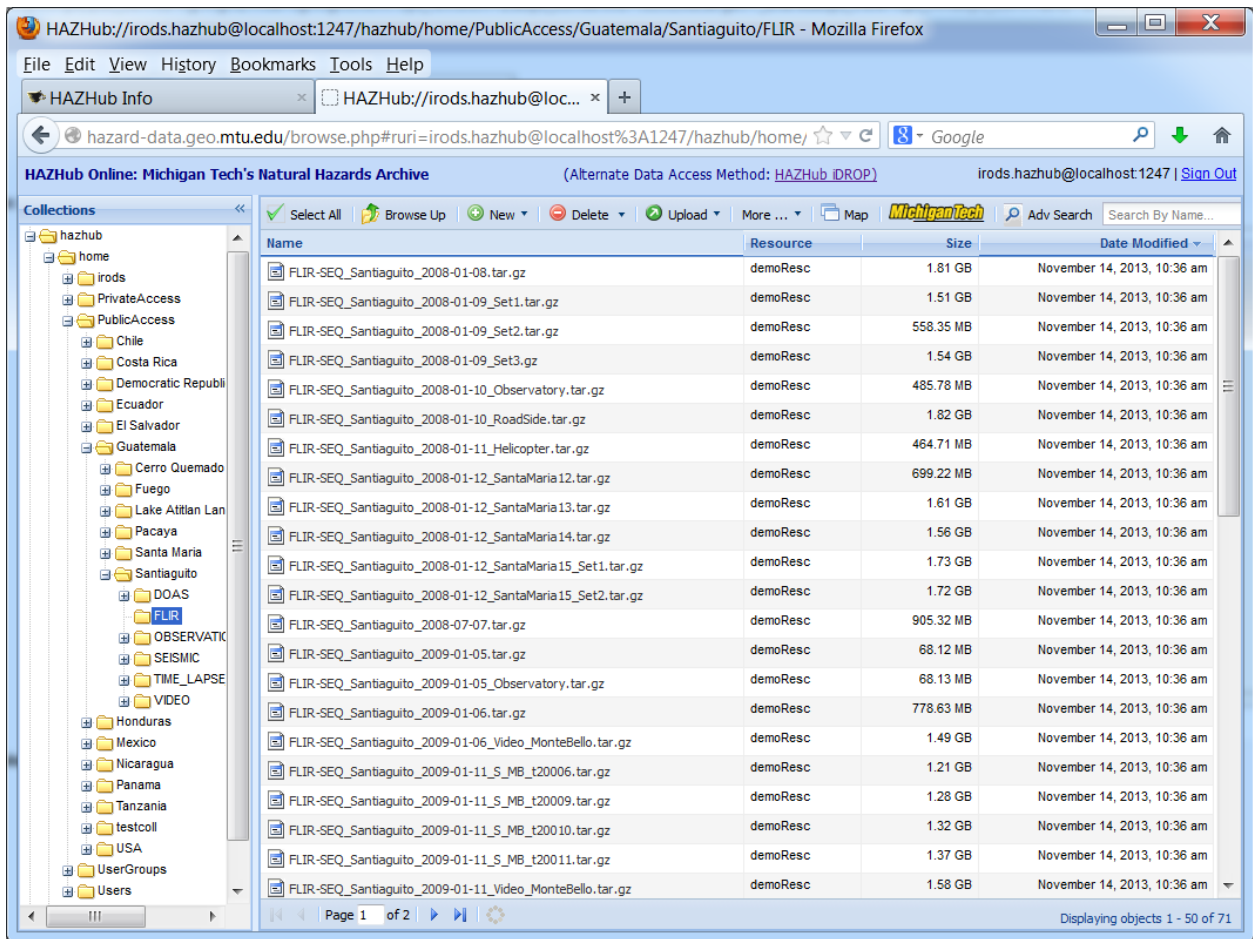 HAZHub://irods.hazhub@localhost:1247/hazhub/home/PublicAccess/Guatemala/Santiaguito/FLIR - Mozilla Firefox
File Edit View History Bookmarks Tools Help
HAZHub Info × HAZHub://irods.hazhub@loc... × +
hazard-data.geo.mtu.edu/browse.php#ruri=irods.hazhub@localhost%3A1247/hazhub/home/ Google
HAZHub Online: Michigan Tech's Natural Hazards Archive (Alternate Data Access Method: HAZHub iDROP) irods.hazhub@localhost:1247 | Sign Out
Collections «
Select All Browse Up New Delete Upload More ... Map MichiganTech Adv Search Search By Name...
hazhub
home
irods
PrivateAccess
PublicAccess
Chile
Costa Rica
Democratic Republi
Ecuador
El Salvador
Guatemala
Cerro Quemado
Fuego
Lake Atitlan Lan
Pacaya
Santa Maria
Santiaguito
DOAS
FLIR
OBSERVATIO
SEISMIC
TIME_LAPSE
VIDEO
Honduras
Mexico
Nicaragua
Panama
Tanzania
testcoll
USA
UserGroups
Users
Name Resource Size Date Modified
FLIR-SEQ_Santiaguito_2008-01-08.tar.gz demoResc 1.81 GB November 14, 2013, 10:36 am
FLIR-SEQ_Santiaguito_2008-01-09_Set1.tar.gz demoResc 1.51 GB November 14, 2013, 10:36 am
FLIR-SEQ_Santiaguito_2008-01-09_Set2.tar.gz demoResc 558.35 MB November 14, 2013, 10:36 am
FLIR-SEQ_Santiaguito_2008-01-09_Set3.gz demoResc 1.54 GB November 14, 2013, 10:36 am
FLIR-SEQ_Santiaguito_2008-01-10_Observatory.tar.gz demoResc 485.78 MB November 14, 2013, 10:36 am
FLIR-SEQ_Santiaguito_2008-01-10_RoadSide.tar.gz demoResc 1.82 GB November 14, 2013, 10:36 am
FLIR-SEQ_Santiaguito_2008-01-11_Helicopter.tar.gz demoResc 464.71 MB November 14, 2013, 10:36 am
FLIR-SEQ_Santiaguito_2008-01-12_SantaMaria12.tar.gz demoResc 699.22 MB November 14, 2013, 10:36 am
FLIR-SEQ_Santiaguito_2008-01-12_SantaMaria13.tar.gz demoResc 1.61 GB November 14, 2013, 10:36 am
FLIR-SEQ_Santiaguito_2008-01-12_SantaMaria14.tar.gz demoResc 1.56 GB November 14, 2013, 10:36 am
FLIR-SEQ_Santiaguito_2008-01-12_SantaMaria15_Set1.tar.gz demoResc 1.73 GB November 14, 2013, 10:36 am
FLIR-SEQ_Santiaguito_2008-01-12_SantaMaria15_Set2.tar.gz demoResc 1.72 GB November 14, 2013, 10:36 am
FLIR-SEQ_Santiaguito_2008-07-07.tar.gz demoResc 905.32 MB November 14, 2013, 10:36 am
FLIR-SEQ_Santiaguito_2009-01-05.tar.gz demoResc 68.12 MB November 14, 2013, 10:36 am
FLIR-SEQ_Santiaguito_2009-01-05_Observatory.tar.gz demoResc 68.13 MB November 14, 2013, 10:36 am
FLIR-SEQ_Santiaguito_2009-01-06.tar.gz demoResc 778.63 MB November 14, 2013, 10:36 am
FLIR-SEQ_Santiaguito_2009-01-06_Video_MonteBello.tar.gz demoResc 1.49 GB November 14, 2013, 10:36 am
FLIR-SEQ_Santiaguito_2009-01-11_S_MB_t20006.tar.gz demoResc 1.21 GB November 14, 2013, 10:36 am
FLIR-SEQ_Santiaguito_2009-01-11_S_MB_t20009.tar.gz demoResc 1.28 GB November 14, 2013, 10:36 am
FLIR-SEQ_Santiaguito_2009-01-11_S_MB_t20010.tar.gz demoResc 1.32 GB November 14, 2013, 10:36 am
FLIR-SEQ_Santiaguito_2009-01-11_S_MB_t20011.tar.gz demoResc 1.37 GB November 14, 2013, 10:36 am
FLIR-SEQ_Santiaguito_2009-01-11_Video_MonteBello.tar.gz demoResc 1.58 GB November 14, 2013, 10:36 am
Page 1 of 2 Displaying objects 1 - 50 of 71